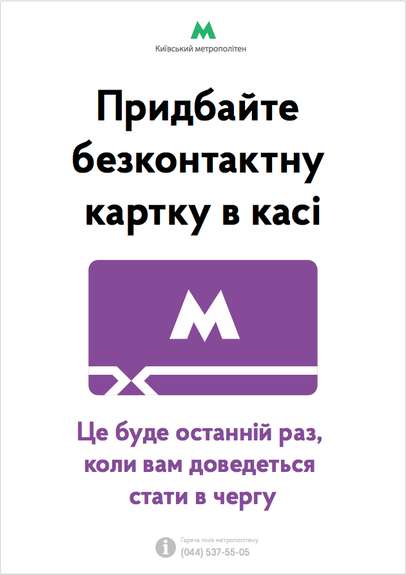 Київський метрополітен
Придбайте
безконтактну
картку в касі
Це буде останній раз,
коли вам доведеться
стати в чергу
Гаряча лінія метрополітену
(044) 537-55-05